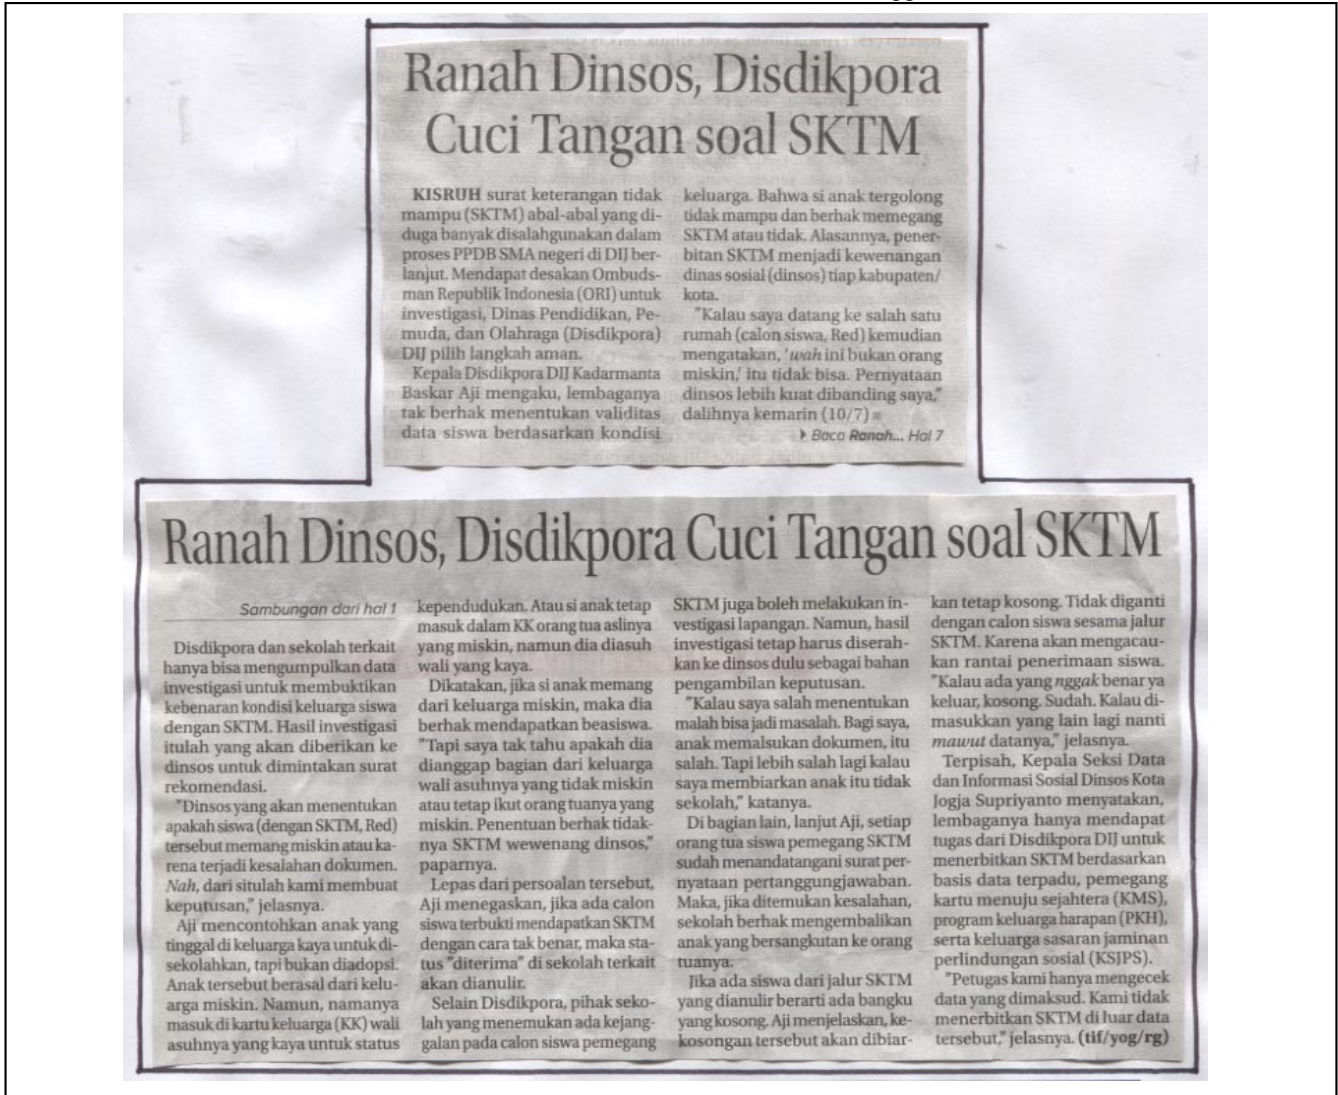 Ranah Dinsos, Disdikpora
Cuci Tangan soal SKTM
KISRUH surat keterangan tidak
mampu (SKTM) abal-abal yang di-
duga banyak disalahgunakan dalam
proses PPDB SMA negeri di DIJ ber-
lanjut. Mendapat desakan Ombuds-
man Republik Indonesia (ORI) untuk
investigasi, Dinas Pendidikan, Pe-
muda, dan Olahraga (Disdikpora)
DIJ pilih langkah aman.
Kepala Disdikpora DIJ Kadarmanta
Baskar Aji mengaku, lembaganya
tak berhak menentukan validitas
data siswa berdasarkan kondisi
keluarga. Bahwa si anak tergolong
tidak mampu dan berhak memegang
SKTM atau tidak. Alasannya, pener-
bitan SKTM menjadi kewenangan
dinas sosial (dinsos) tiap kabupaten/
kota.
"Kalau saya datang ke salah satu
rumah (calon siswa, Red) kemudian
mengatakan, 'wah ini bukan orang
miskin,' itu tidak bisa. Pernyataan
dinsos lebih kuat dibanding saya,"
dalihnya kemarin (10/7)
Baca Ranah... Hal 7
Ranah Dinsos, Disdikpora Cuci Tangan soal SKTM
Sambungan dari hal 1
Disdikpora dan sekolah terkait
hanya bisa mengumpulkan data
investigasi untuk membuktikan
kebenaran kondisi keluarga siswa
dengan SKTM. Hasil investigasi
itulah yang akan diberikan ke
dinsos untuk dimintakan surat
rekomendasi.
"Dinsos yang akan menentukan
apakah siswa (dengan SKTM, Red)
tersebut memang miskin atau ka-
rena terjadi kesalahan dokumen.
Nah, dari situlah kami membuat
keputusan," jelasnya.
Aji mencontohkan anak yang
tinggal di keluarga kaya untuk di-
sekolahkan, tapi bukan diadopsi.
Anak tersebut berasal dari kelu-
arga miskin. Namun, namanya
masuk di kartu keluarga (KK) wali
asuhnya yang kaya untuk status
kependudukan. Atau si anak tetap
masuk dalam KK orang tua aslinya
yang miskin, namun dia diasuh
wali yang kaya.
Dikatakan, jika si anak memang
dari keluarga miskin, maka dia
berhak mendapatkan beasiswa.
"Tapi saya tak tahu apakah dia
dianggap bagian dari keluarga
wali asuhnya yang tidak miskin
atau tetap ikut orang tuanya yang
miskin. Penentuan berhak tidak-
nya SKTM wewenang dinsos,"
paparnya.
Lepas dari persoalan tersebut,
Aji menegaskan, jika ada calon
siswa terbukti mendapatkan SKTM
dengan cara tak benar, maka sta-
tus "diterima" di sekolah terkait
akan dianulir.
Selain Disdikpora, pihak seko-
lah yang menemukan ada kejang-
galan pada calon siswa pemegang
SKTM juga boleh melakukan in-
vestigasi lapangan. Namun, hasil
investigasi tetap harus diserah-
kan ke dinsos dulu sebagai bahan
pengambilan keputusan.
"Kalau saya salah menentukan
malah bisa jadi masalah. Bagi saya,
anak memalsukan dokumen, itu
salah. Tapi lebih salah lagi kalau
saya membiarkan anak itu tidak
sekolah," katanya.
Di bagian lain, lanjut Aji, setiap
orang tua siswa pemegang SKTM
sudah menandatangani surat per-
nyataan pertanggungjawaban.
Maka, jika ditemukan kesalahan,
sekolah berhak mengembalikan
anak yang bersangkutan ke orang
tuanya.
Jika ada siswa dari jalur SKTM
yang dianulir berarti ada bangku
yang kosong. Aji menjelaskan, ke-
kosongan tersebut akan dibiar-
kan tetap kosong. Tidak diganti
dengan calon siswa sesama jalur
SKTM. Karena akan mengacau-
kan rantai penerimaan siswa.
"Kalau ada yang nggak benar ya
keluar, kosong. Sudah. Kalau di-
masukkan yang lain lagi nanti
mawut datanya," jelasnya.
Terpisah, Kepala Seksi Data
dan Informasi Sosial Dinsos Kota
Jogja Supriyanto menyatakan,
lembaganya hanya mendapat
tugas dari Disdikpora DIJ untuk
menerbitkan SKTM berdasarkan
basis data terpadu, pemegang
kartu menuju sejahtera (KMS),
program keluarga harapan (PKH),
serta keluarga sasaran jaminan
perlindungan sosial (KSJPS).
"Petugas kami hanya mengecek
data yang dimaksud. Kami tidak
menerbitkan SKTM di luar data
tersebut," jelasnya. (tif/yog/rg)